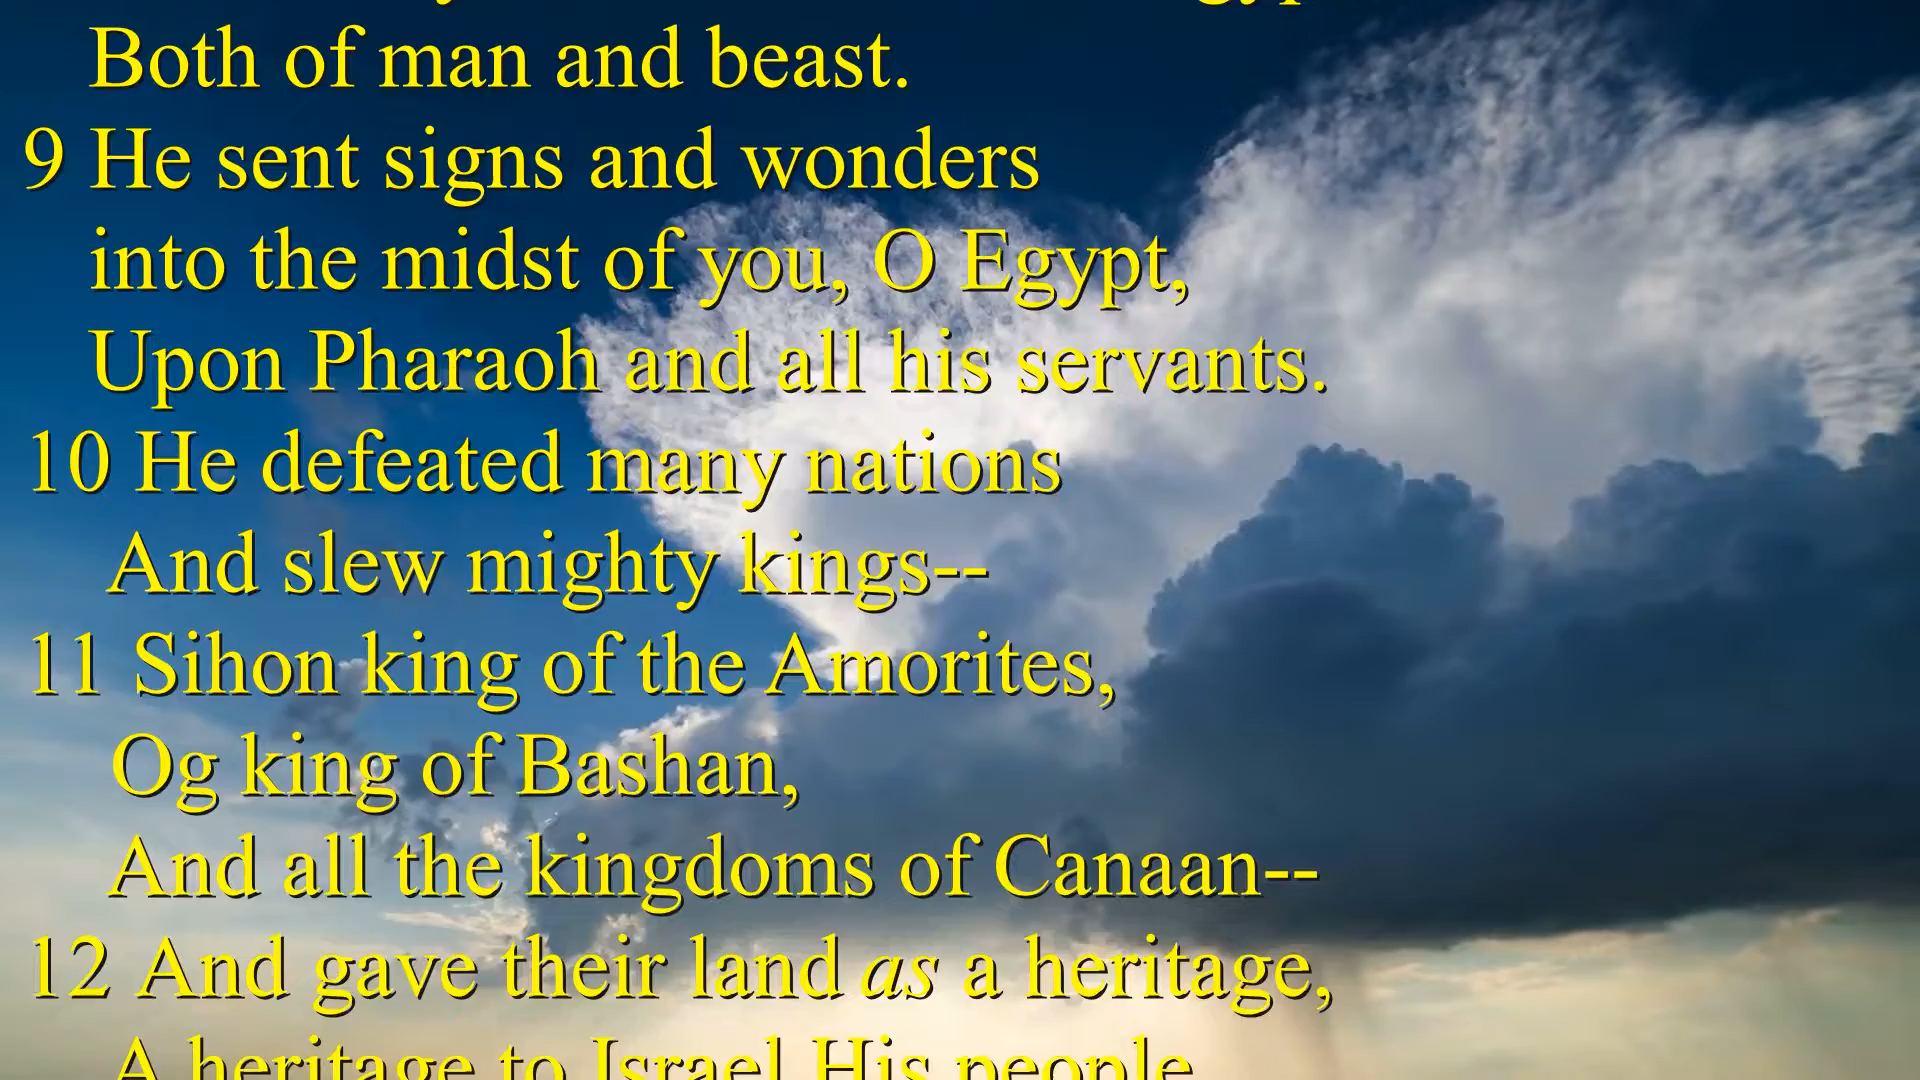 Both of man and beast.
9 He sent signs and wonders
into the midst of you, O Egypt,
Upon Pharaoh and all his servants.
10 He defeated many nations
And slew mighty kings--
11 Sihon king of the Amorites,
Og king of Bashan,
And all the kingdoms of Canaan--
12 And gave their land as a heritage,
A heritage to Israel His people